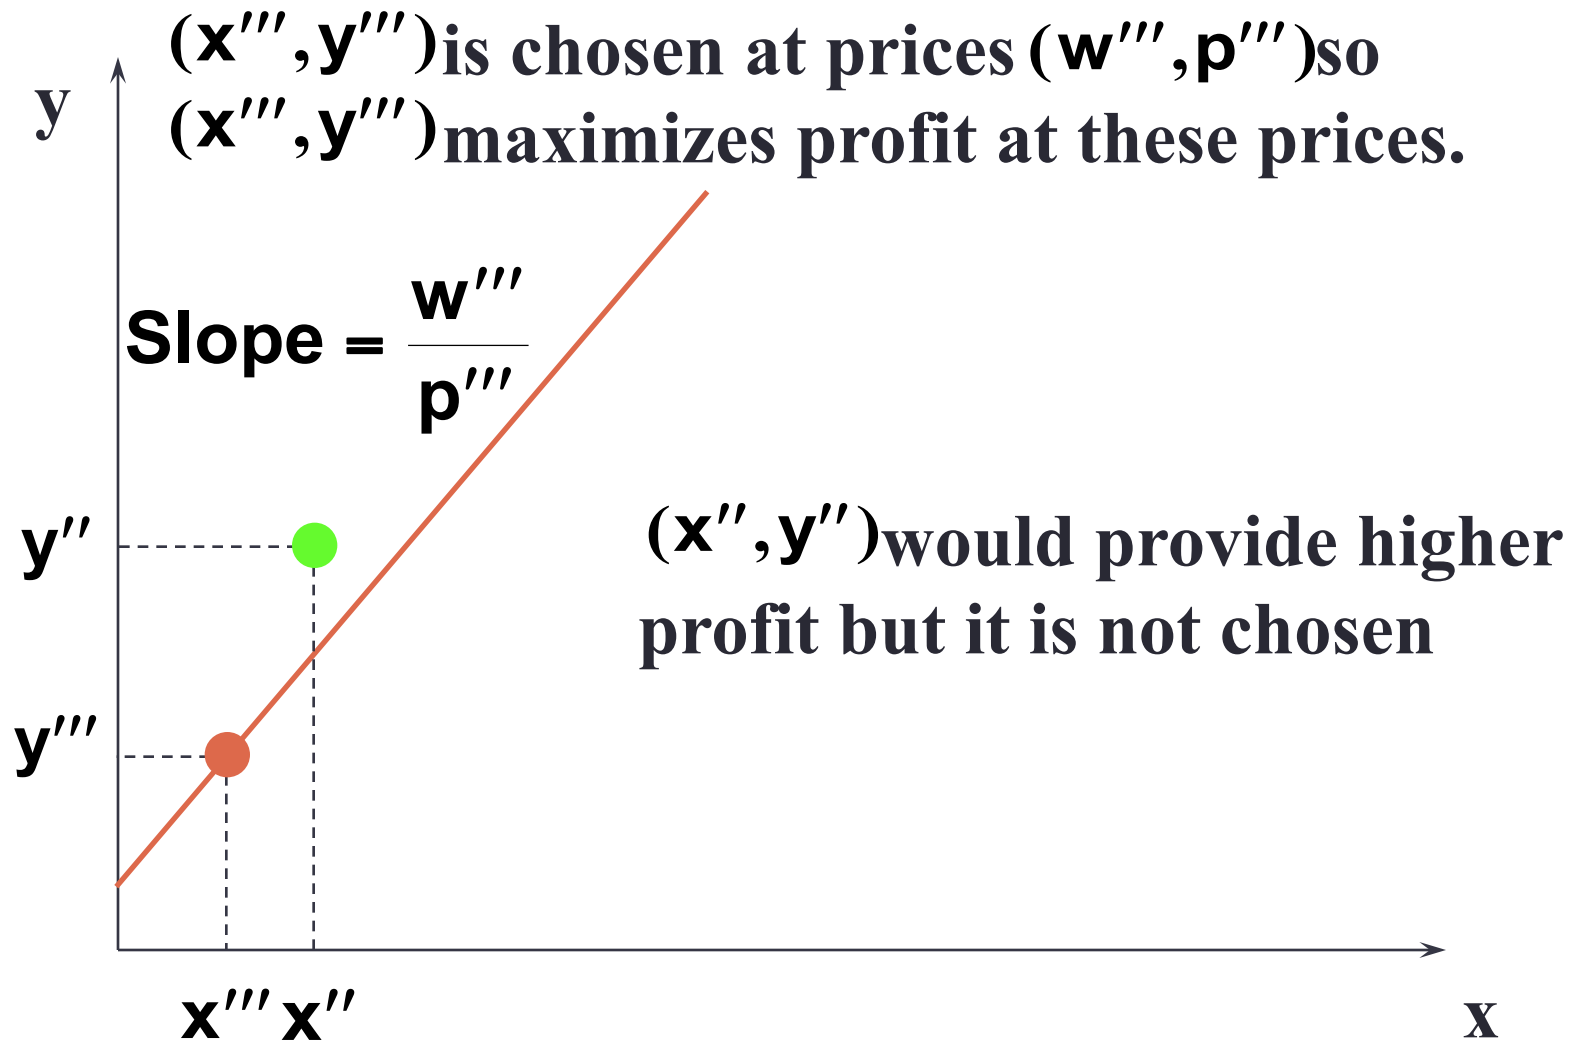 (x′′′,y′′′) is chosen at prices (w′′′,p′′′) so
(x′′′,y′′′) maximizes profit at these prices.
y
Slope = w′′′
p′′′
y′′
(x′′,y′′) would provide higher
profit but it is not chosen
y′′′
x′′′ x′′
x